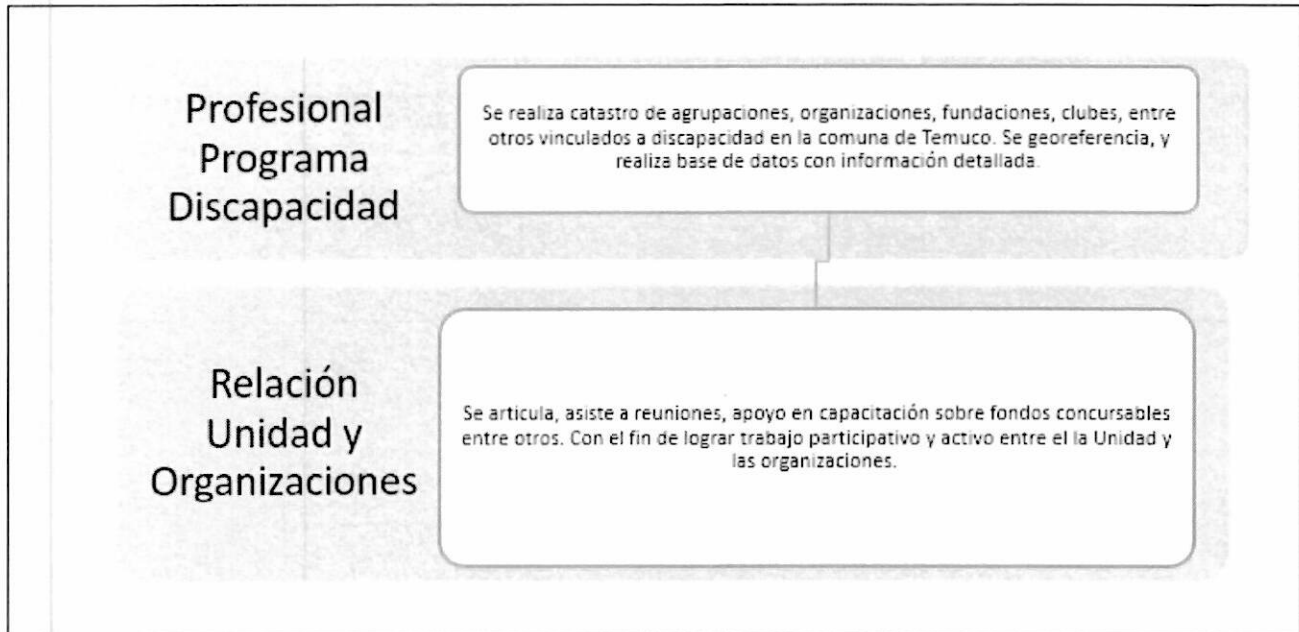 Profesional
Programa
Discapacidad
Se realiza catastro de agrupaciones, organizaciones, fundaciones, clubes, entre
otros vinculados a discapacidad en la comuna de Temuco. Se georeferencia, y
realiza base de datos con información detallada.
Relación
Unidad y
Organizaciones
Se articula, asiste a reuniones, apoyo en capacitación sobre fondos concursables
entre otros. Con el fin de lograr trabajo participativo y activo entre el la Unidad y
las organizaciones.